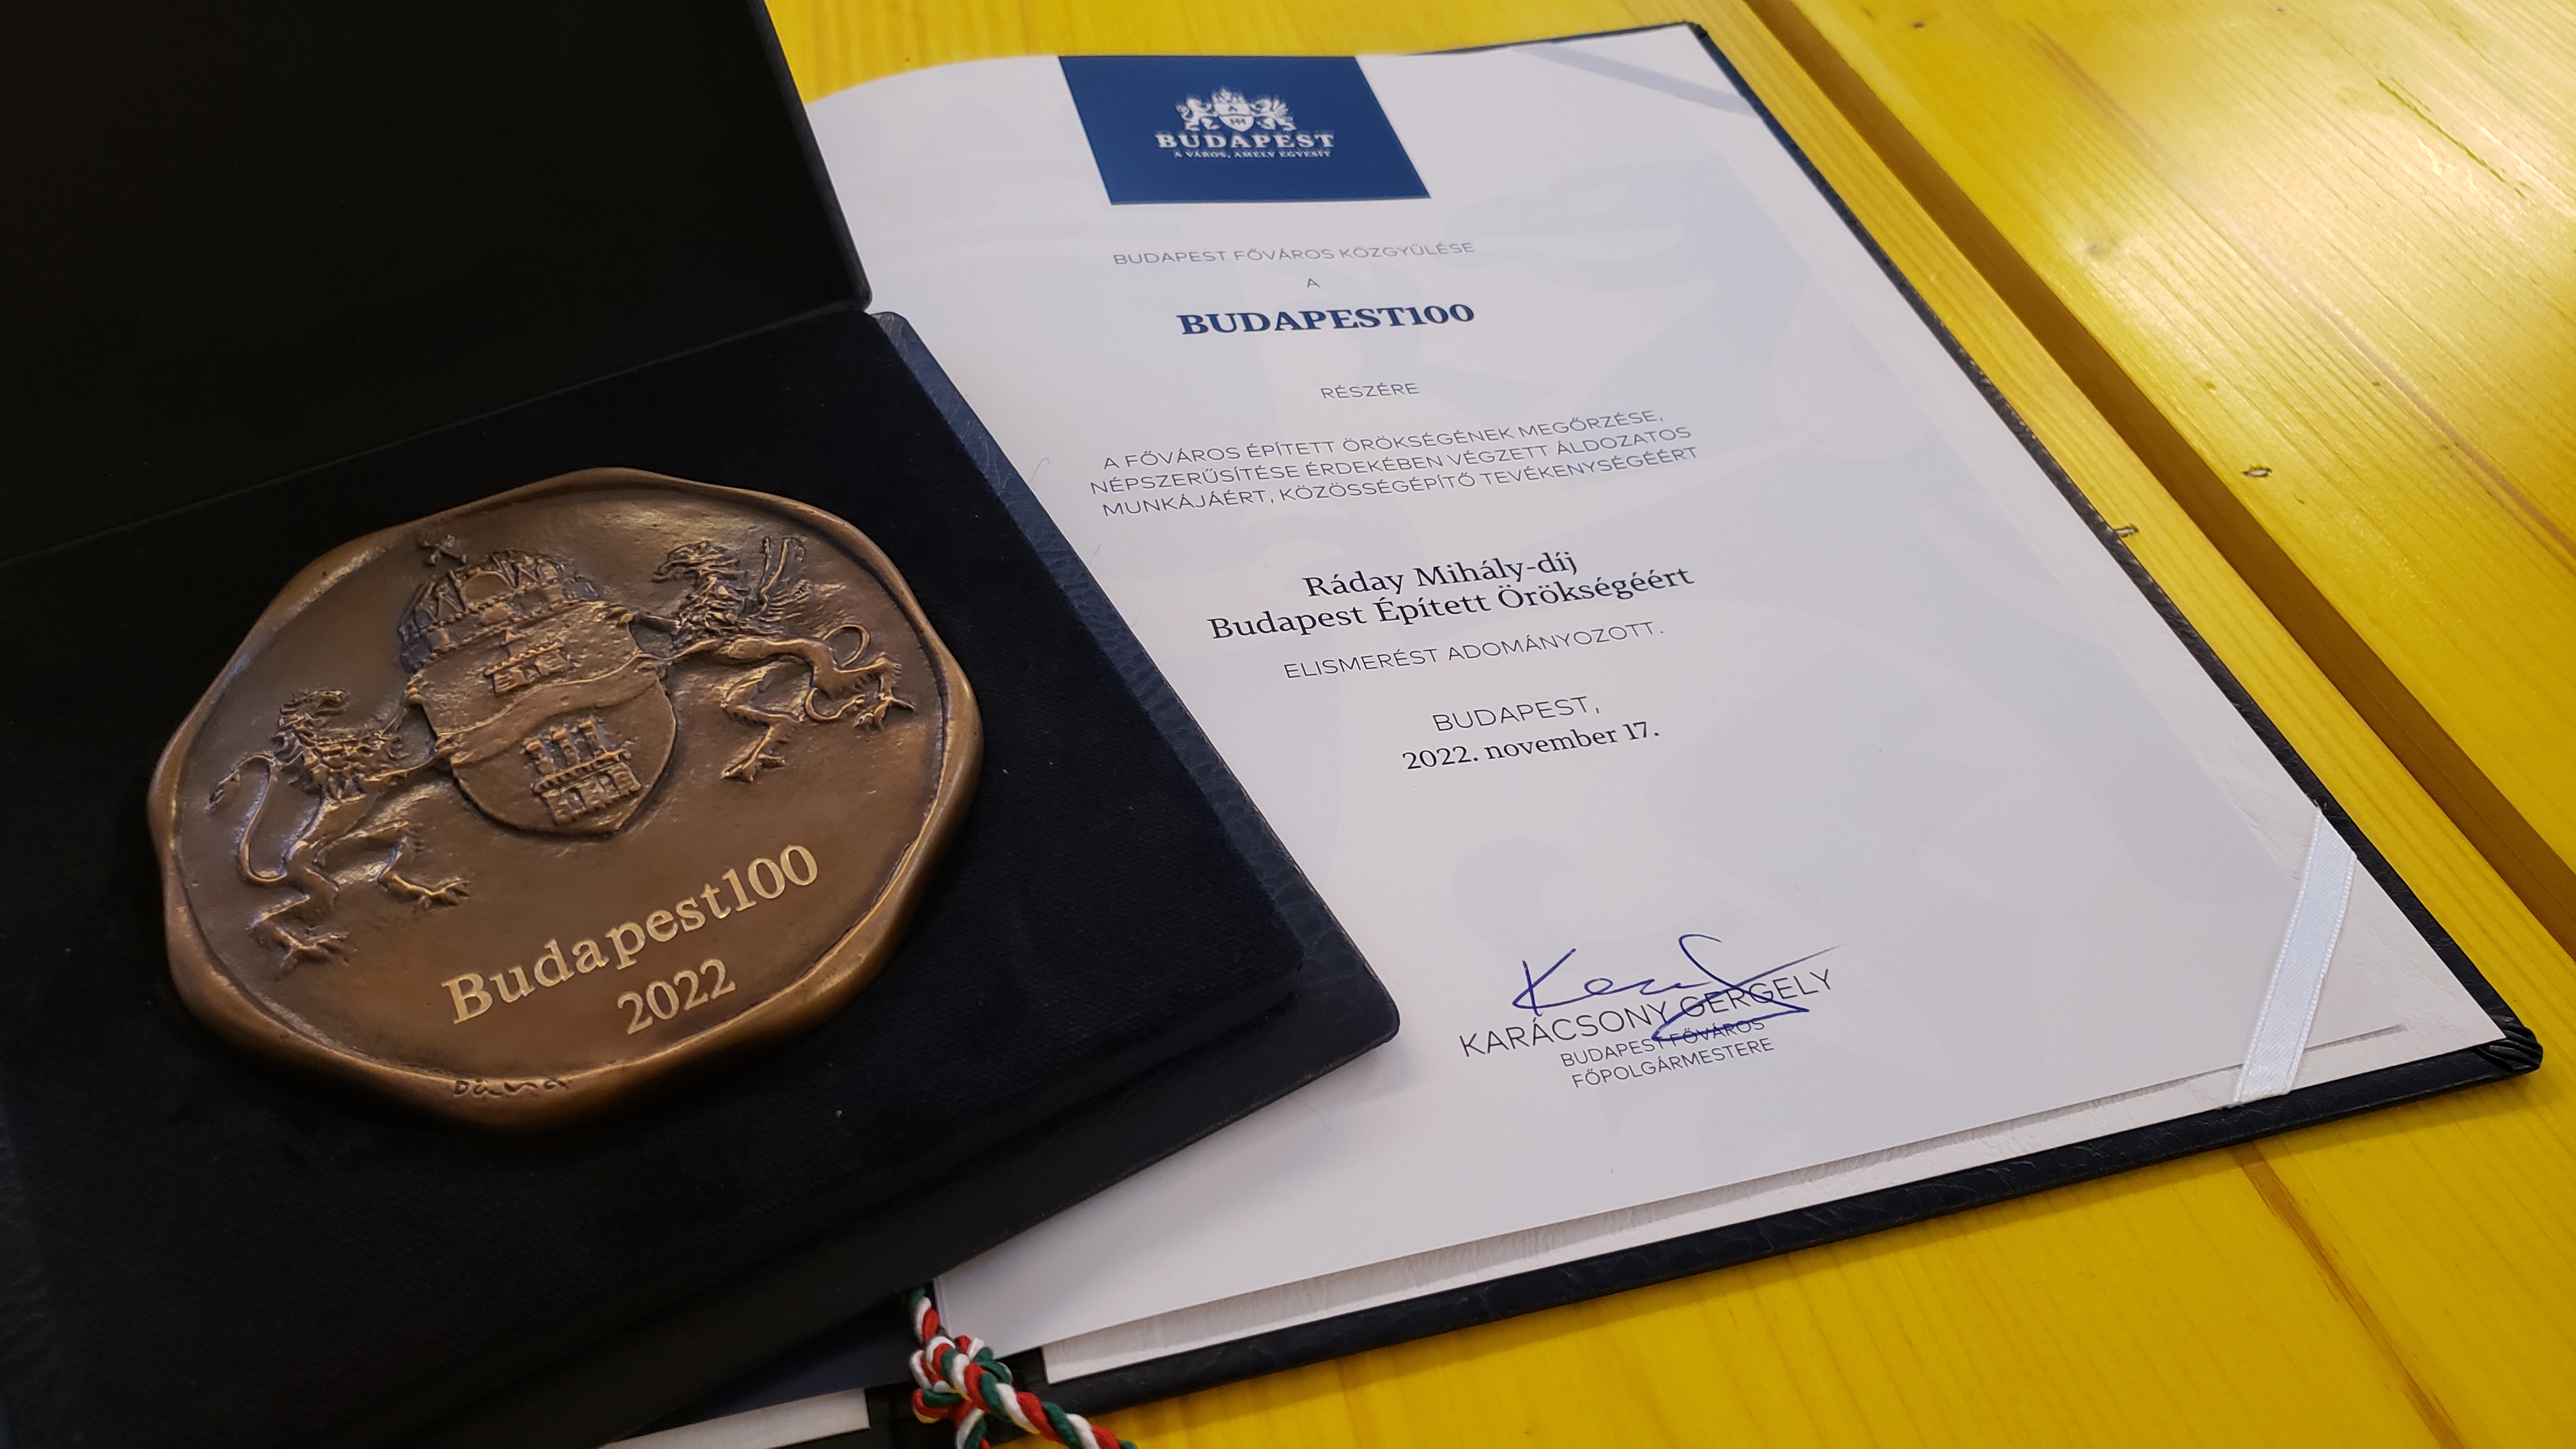 BUDAPEST
A VÁROS, AMELY EGYESÍT
BUDAPEST FŐVÁROS KÖZGYŰLÉSE
A
BUDAPEST100
RÉSZÉRE
A FŐVÁROS ÉPÍTETT ÖRÖKSÉGÉNEK MEGŐRZÉSE,
NÉPSZERŰSÍTÉSE ÉRDEKÉBEN VÉGZETT ÁLDOZATOS
MUNKÁJÁÉRT, KÖZÖSSÉGÉPÍTŐ TEVÉKENYSÉGÉÉRT
Ráday Mihály-díj
Budapest Épített Örökségéért
ELISMERÉST ADOMÁNYOZOTT.
BUDAPEST,
2022. november 17.
KARÁCSONY GERGELY
BUDAPEST FŐVÁROS
FŐPOLGÁRMESTERE
Budapest100
2022